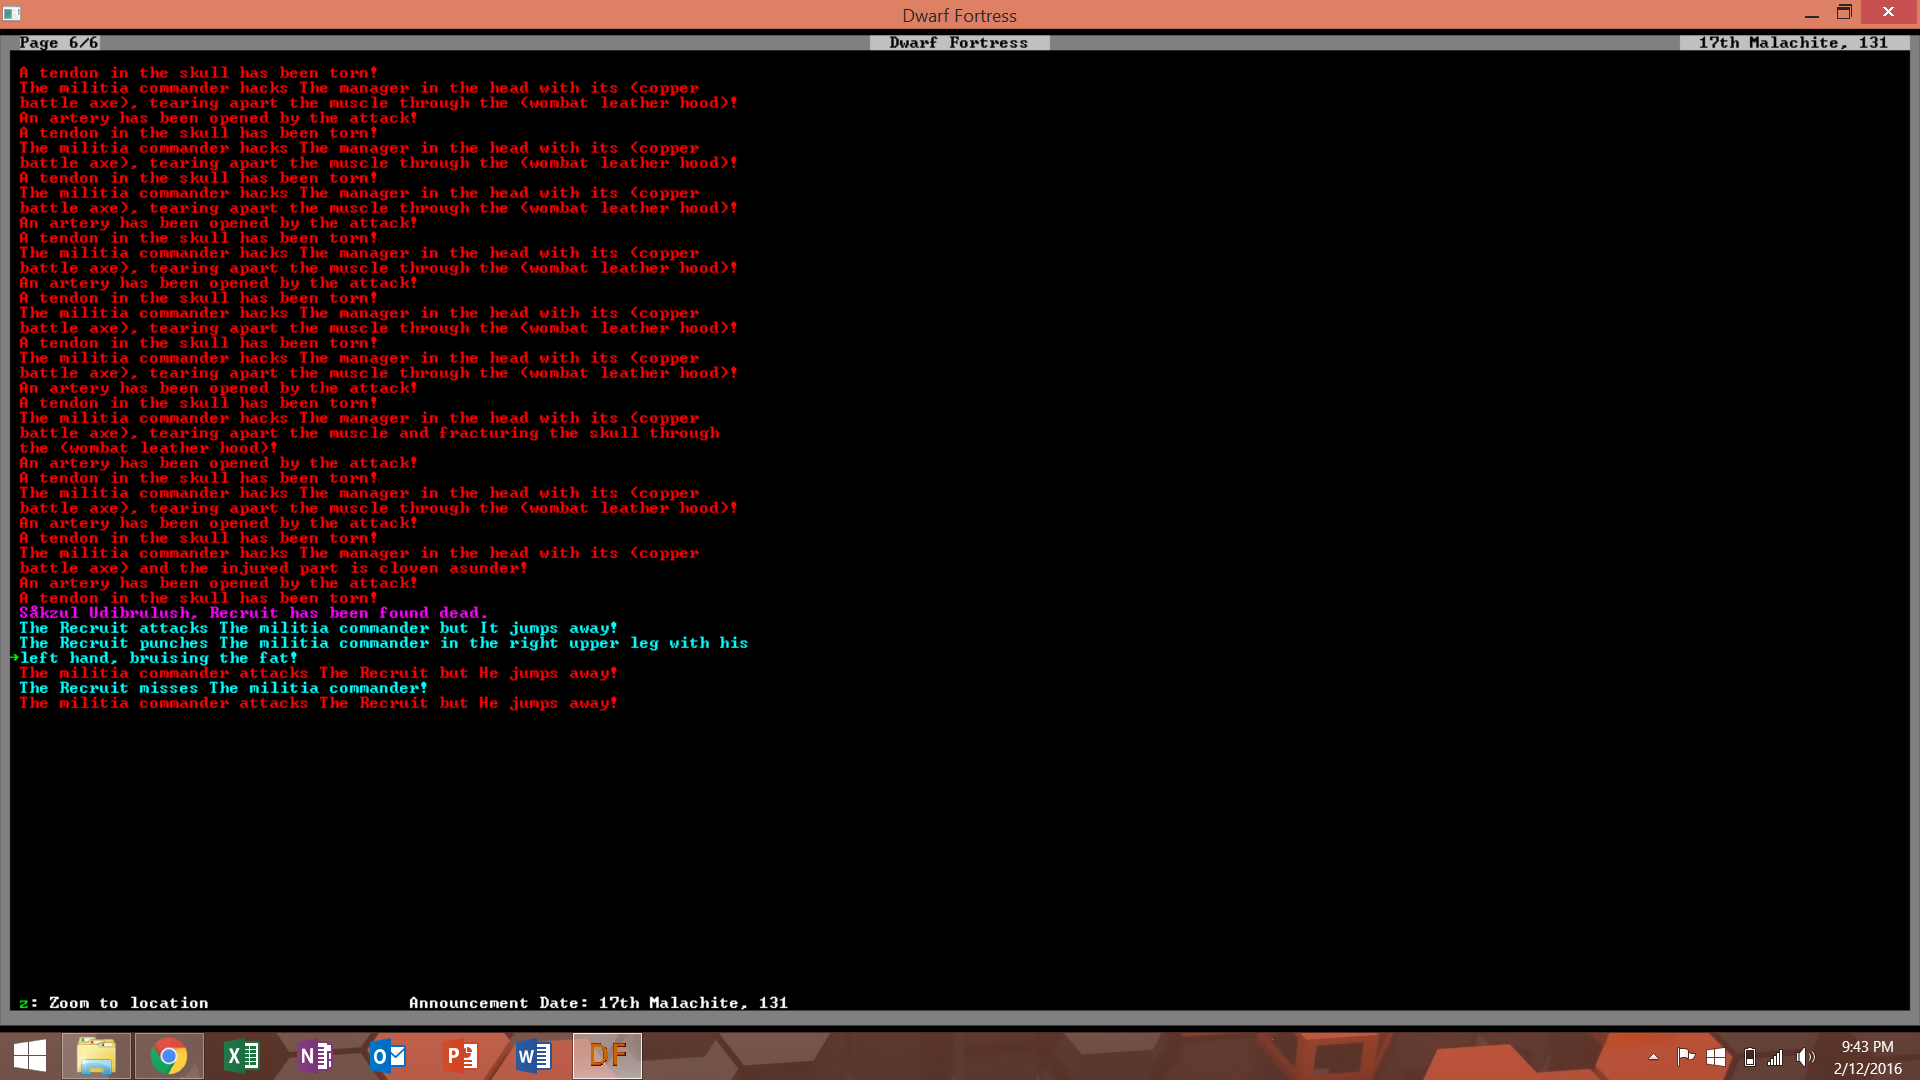 Dwarf Fortress
Page 6/6
Dwarf Fortress
17th Malachite, 131
A tendon in the skull has been torn!
The militia commander hacks The manager in the head with its (copper
battle axe), tearing apart the muscle through the (wombat leather hood)!
An artery has been opened by the attack!
A tendon in the skull has been torn!
The militia commander hacks The manager in the head with its (copper
battle axe), tearing apart the muscle through the (wombat leather hood)!
A tendon in the skull has been torn!
The militia commander hacks The manager in the head with its (copper
battle axe), tearing apart the muscle through the (wombat leather hood)!
An artery has been opened by the attack!
A tendon in the skull has been torn!
The militia commander hacks The manager in the head with its (copper
battle axe), tearing apart the muscle through the (wombat leather hood)!
An artery has been opened by the attack!
A tendon in the skull has been torn!
The militia commander hacks The manager in the head with its (copper
battle axe), tearing apart the muscle through the (wombat leather hood)!
A tendon in the skull has been torn!
The militia commander hacks The manager in the head with its (copper
battle axe), tearing apart the muscle through the (wombat leather hood)!
An artery has been opened by the attack!
A tendon in the skull has been torn!
The militia commander hacks The manager in the head with its (copper
battle axe), tearing apart the muscle and fracturing the skull through
the (wombat leather hood)!
An artery has been opened by the attack!
A tendon in the skull has been torn!
The militia commander hacks The manager in the head with its (copper
battle axe), tearing apart the muscle through the (wombat leather hood)!
An artery has been opened by the attack!
A tendon in the skull has been torn!
The militia commander hacks The manager in the head with its (copper
battle axe) and the injured part is cloven asunder!
An artery has been opened by the attack!
A tendon in the skull has been torn!
Såkzul Udibrulush, Recruit has been found dead.
The Recruit attacks The militia commander but It jumps away!
The Recruit punches The militia commander in the right upper leg with his
left hand, bruising the fat!
The militia commander attacks The Recruit but He jumps away!
The Recruit misses The militia commander!
The militia commander attacks The Recruit but He jumps away!
z: Zoom to location
Announcement Date: 17th Malachite, 131
DF
9:43 PM
2/12/2016